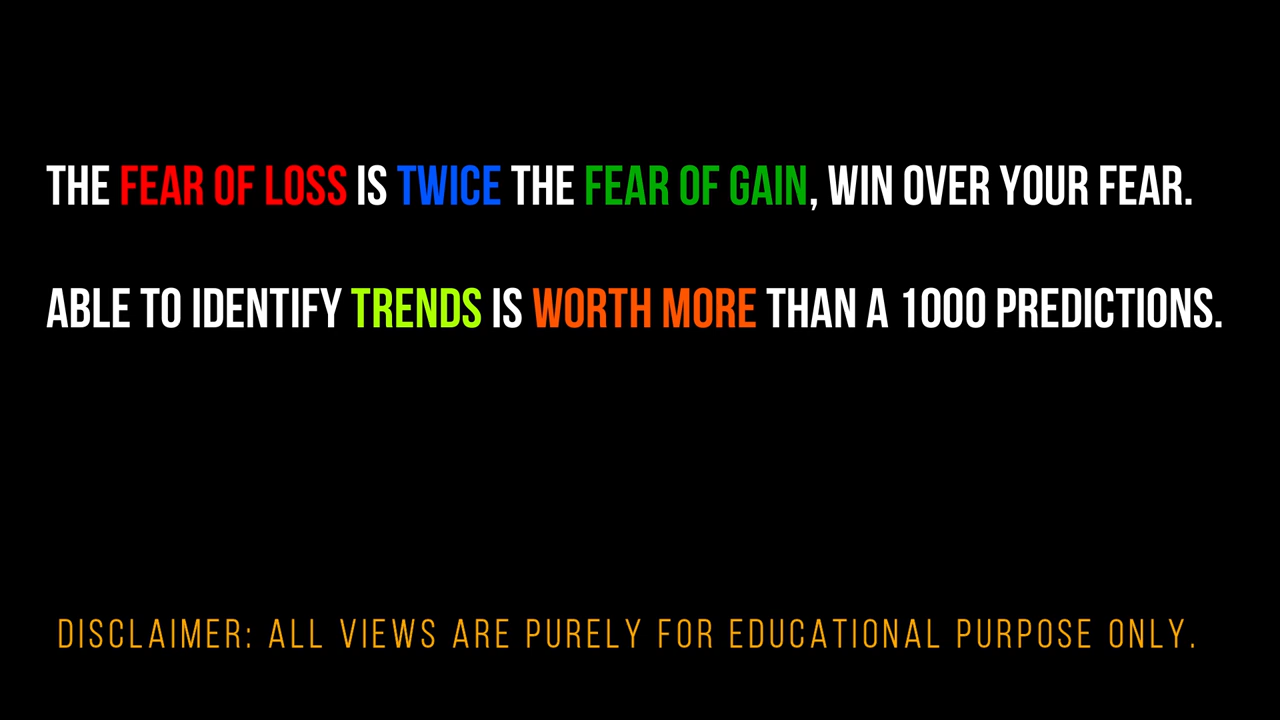 THE FEAR OF LOSS IS TWICE THE FEAR OF GAIN, WIN OVER YOUR FEAR.
ABLE TO IDENTIFY TRENDS IS WORTH MORE THAN A 1000 PREDICTIONS.
DISCLAIMER: ALL VIEWS ARE PURELY FOR EDUCATIONAL PURPOSE ONLY.